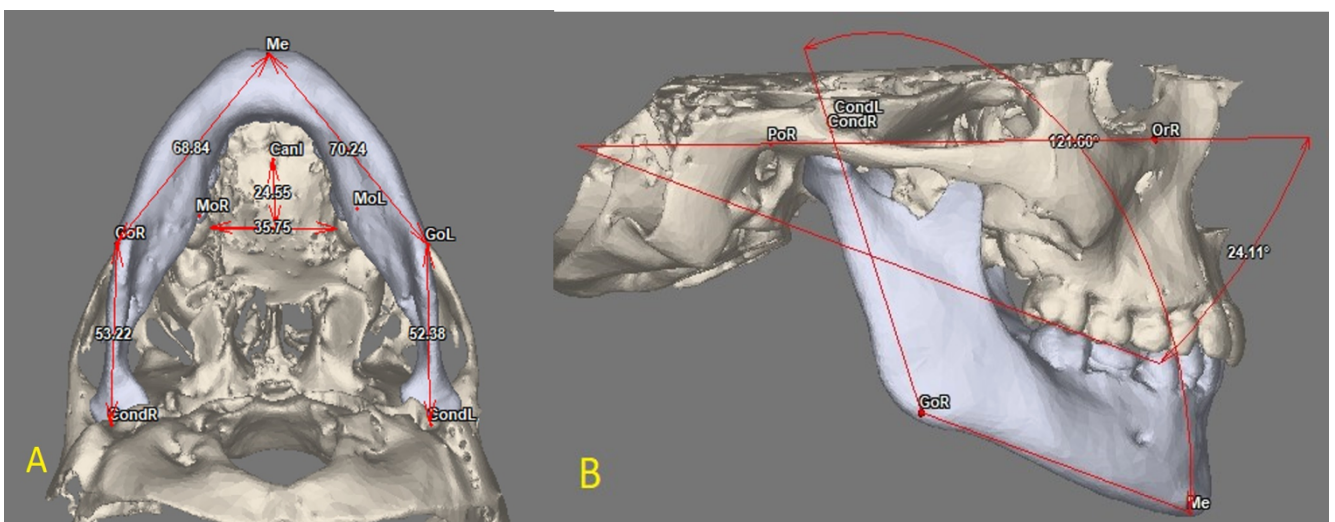 Me
68.84
70.24
CanI
24.55
MoR
MoL
35.75
GoR
GoL
53.22
52.38
CondR
CondL
A
CondL
CondR
PoR
121.60°
OrR
24.11°
GoR
Me
B